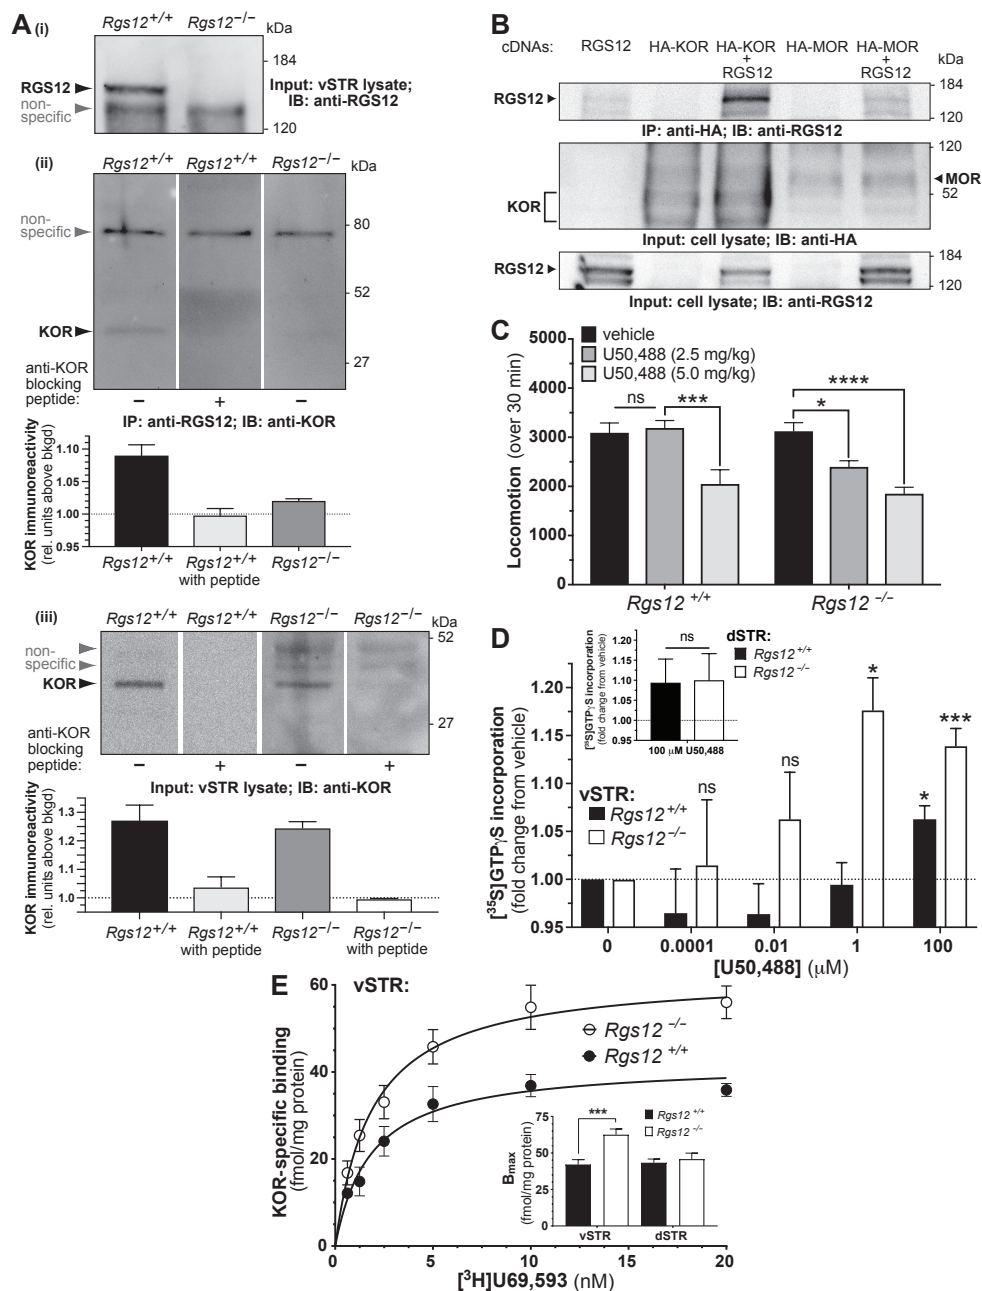 A (i)
Rgs12+/+ Rgs12−/−
kDa
184
RGS12
non-
specific
Input: vSTR lysate;
IB: anti-RGS12
120
(ii)
Rgs12+/+ Rgs12+/+ Rgs12−/− kDa
non-
specific
80
52
KOR
27
anti-KOR
blocking
peptide:
− + −
IP: anti-RGS12; IB: anti-KOR
KOR immunoreactivity
(rel. units above bkgd)
1.10
1.05
1.00
0.95
Rgs12+/+ Rgs12+/+ Rgs12−/−
with peptide
(iii)
Rgs12+/+ Rgs12+/+ Rgs12−/− Rgs12−/− kDa
52
non-
specific
KOR
27
anti-KOR
blocking
peptide:
− + − +
Input: vSTR lysate; IB: anti-KOR
KOR immunoreactivity
(rel. units above bkgd)
1.3
1.2
1.1
1.0
Rgs12+/+ Rgs12+/+ Rgs12−/− Rgs12−/−
with peptide with peptide
B
cDNAs: RGS12 HA-KOR HA-KOR + RGS12 HA-MOR HA-MOR + RGS12 kDa
RGS12
184
120
IP: anti-HA; IB: anti-RGS12
120
MOR
52
KOR
Input: cell lysate; IB: anti-HA
RGS12
184
120
Input: cell lysate; IB: anti-RGS12
C
vehicle
U50,488 (2.5 mg/kg)
U50,488 (5.0 mg/kg)
Locomotion (over 30 min)
5000
4000
3000
2000
1000
0
ns *** * ****
Rgs12 +/+ Rgs12 −/−
D
[35S]GTPγS incorporation
(fold change from vehicle)
1.20
1.15
1.10
1.05
1.00
0.95
[35S]GTPγS incorporation
(fold change from vehicle)
1.20
1.15
1.10
1.05
1.00
0.95
ns
100 μM U50,488
dSTR:
Rgs12+/+
Rgs12−/−
vSTR:
Rgs12+/+
Rgs12−/−
ns ns * * ***
0 0.0001 0.01 1 100
[U50,488] (μM)
E
vSTR:
KOR-specific binding
(fmol/mg protein)
60
40
20
0
Rgs12 −/−
Rgs12 +/+
Bmax
(fmol/mg protein)
75
50
25
0
***
Rgs12 +/+
Rgs12 −/−
vSTR dSTR
0 5 10 15 20
[3H]U69,593 (nM)